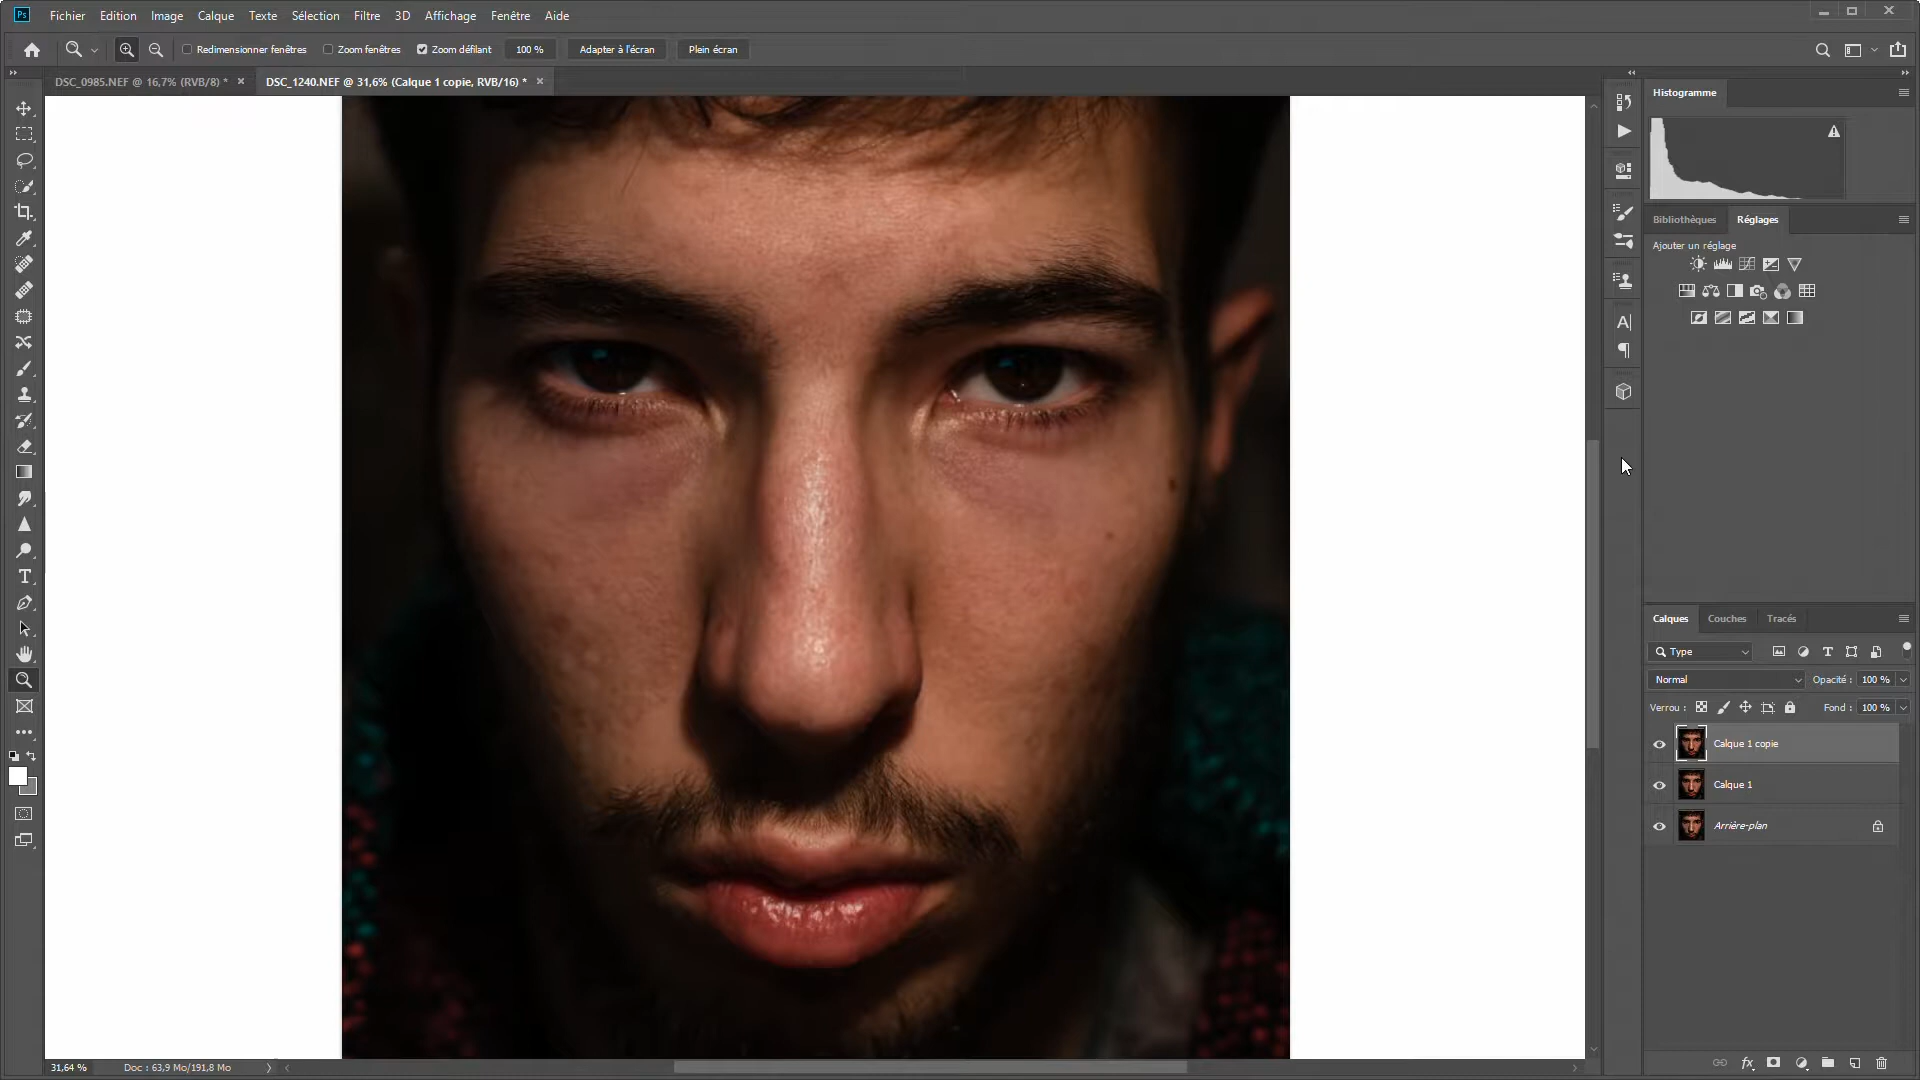 Ps Fichier Edition Image Calque Texte Sélection Filtre 3D Affichage Fenêtre Aide
Redimensionner fenêtres Zoom fenêtres Zoom défilant 100 % Adapter à l'écran Plein écran
DSC_0985.NEF @ 16,7% (RVB/8) * DSC_1240.NEF @ 31,6% (Calque 1 copie, RVB/16) *
Histogramme
Bibliothèques Réglages
Ajouter un réglage
Calques Couches Tracés
Type
Normal Opacité : 100 %
Verrou : Fond : 100 %
Calque 1 copie
Calque 1
Arrière-plan
31,64 % Doc : 63,9 Mo/191,8 Mo